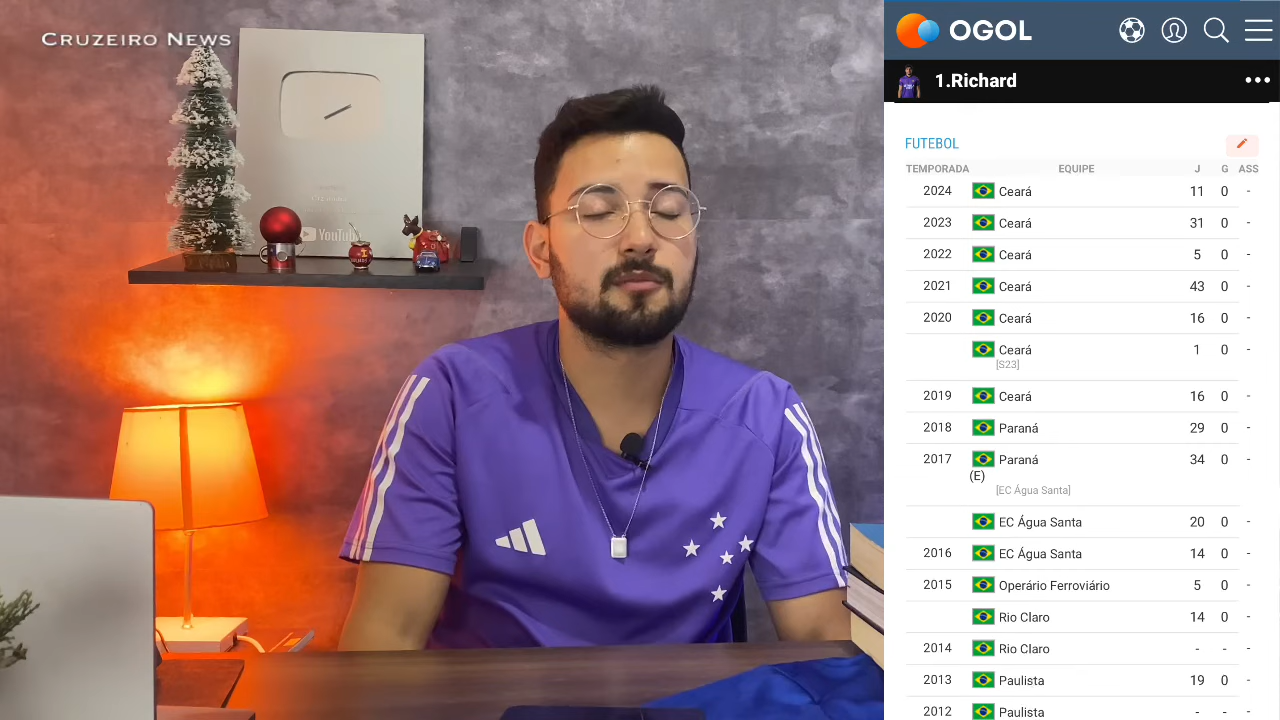 CRUZEIRO NEWS
YouTube
OGOL
1.Richard
FUTEBOL
TEMPORADA EQUIPE J G ASS
2024 Ceará 11 0 -
2023 Ceará 31 0 -
2022 Ceará 5 0 -
2021 Ceará 43 0 -
2020 Ceará 16 0 -
Ceará 1 0 -
[S23]
2019 Ceará 16 0 -
2018 Paraná 29 0 -
2017 Paraná 34 0 -
(E)
[EC Água Santa]
EC Água Santa 20 0 -
2016 EC Água Santa 14 0 -
2015 Operário Ferroviário 5 0 -
Rio Claro 14 0 -
2014 Rio Claro - - -
2013 Paulista 19 0 -
2012 Paulista - - -